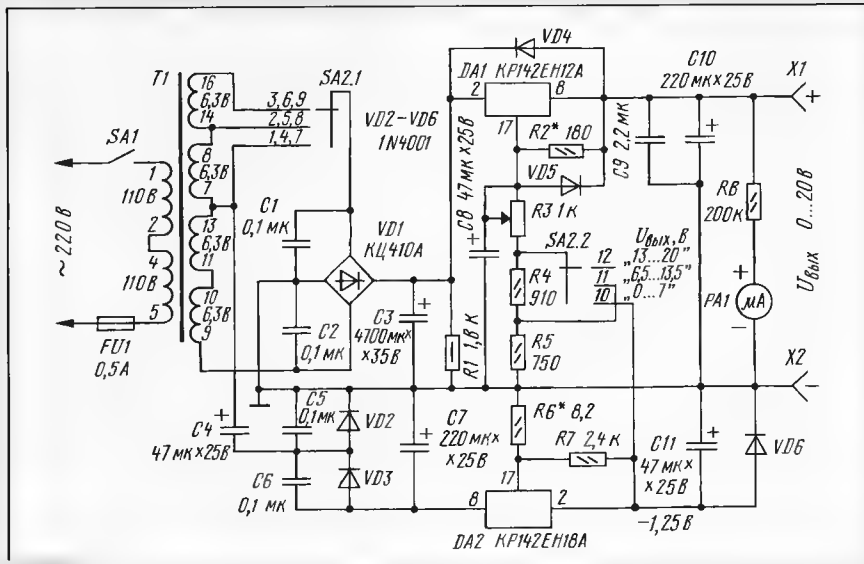 T1
16
6,3В
14
8
6,3В
7
13
6,3В
11
10
6,3В
9
SA1
1
110В
2
4
110В
5
~220В
FU1
0,5А
SA2.1
3,6,9
2,5,8
1,4,7
VD2-VD6
1N4001
C1
0,1 мк
VD1
КЦ410А
C2
0,1 мк
C3
4700мк×
×35В
R1 1,8 к
C4
47 мк×25В
C5
0,1мк
VD2
C6
0,1 мк
VD3
C7
220мк×
×25В
VD4
DA1 КР142ЕН12А
2
8
17
R2* 180
VD5
C8 47мк×25В
R3 1к
SA2.2
R4
910
R5
750
12
11
10
Uвых, В
"13...20"
"6,5...13,5"
"0...7"
R6* 8,2
R7 2,4 к
17
8
2
DA2 КР142ЕН18А
-1,25 В
C9 2,2 мк
C10
220 мк×25В
C11
47 мк×
×25В
VD6
R8
200к
+
PA1
μА
−
X1
+
Uвых 0...20В
X2
−